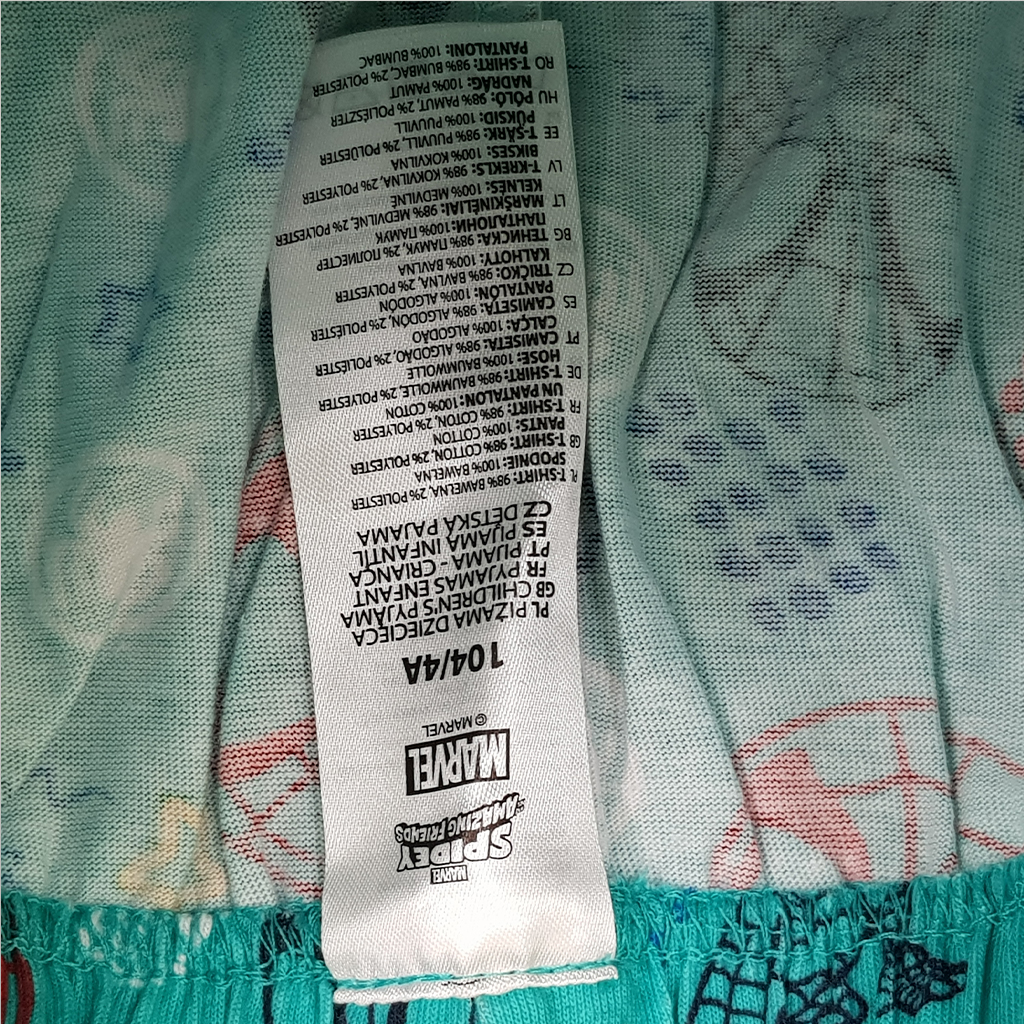 MARVEL
SPIDEY
AMAZING FRIENDS
MARVEL
© MARVEL
104/4A
PL PIŻAMA DZIECIĘCA
GB CHILDREN'S PYJAMA
FR PYJAMAS ENFANT
PT PIJAMA - CRIANÇA
ES PIJAMA INFANTIL
CZ DĚTSKÁ PAJAMA
PL T-SHIRT: 98% BAWEŁNA, 2% POLIESTER
SPODNIE: 100% BAWEŁNA
GB T-SHIRT: 98% COTTON, 2% POLYESTER
PANTS: 100% COTTON
FR T-SHIRT: 98% COTON, 2% POLYESTER
UN PANTALON: 100% COTON
DE T-SHIRT: 98% BAUMWOLLE, 2% POLYESTER
HOSE: 100% BAUMWOLLE
PT CAMISETA: 98% ALGODÃO, 2% POLIÉSTER
CALÇA: 100% ALGODÃO
ES CAMISETA: 98% ALGODÓN, 2% POLIÉSTER
PANTALÓN: 100% ALGODÓN
CZ TRIČKO: 98% BAVLNA, 2% POLYESTER
KALHOTY: 100% BAVLNA
BG ТЕНИСКА: 98% ПАМУК, 2% ПОЛИЕСТЕР
ПАНТАЛОНИ: 100% ПАМУК
LT MARŠKINĖLIAI: 98% MEDVILNĖ, 2% POLYESTER
KELNĖS: 100% MEDVILNĖ
LV T-KREKLS: 98% KOKVILNA, 2% POLYESTER
BIKSES: 100% KOKVILNA
EE T-SÄRK: 98% PUUVILL, 2% POLÜESTER
PÜKSID: 100% PUUVILL
HU PÓLÓ: 98% PAMUT, 2% POLIÉSZTER
NADRÁG: 100% PAMUT
RO T-SHIRT: 98% BUMBAC, 2% POLYESTER
PANTALONI: 100% BUMBAC